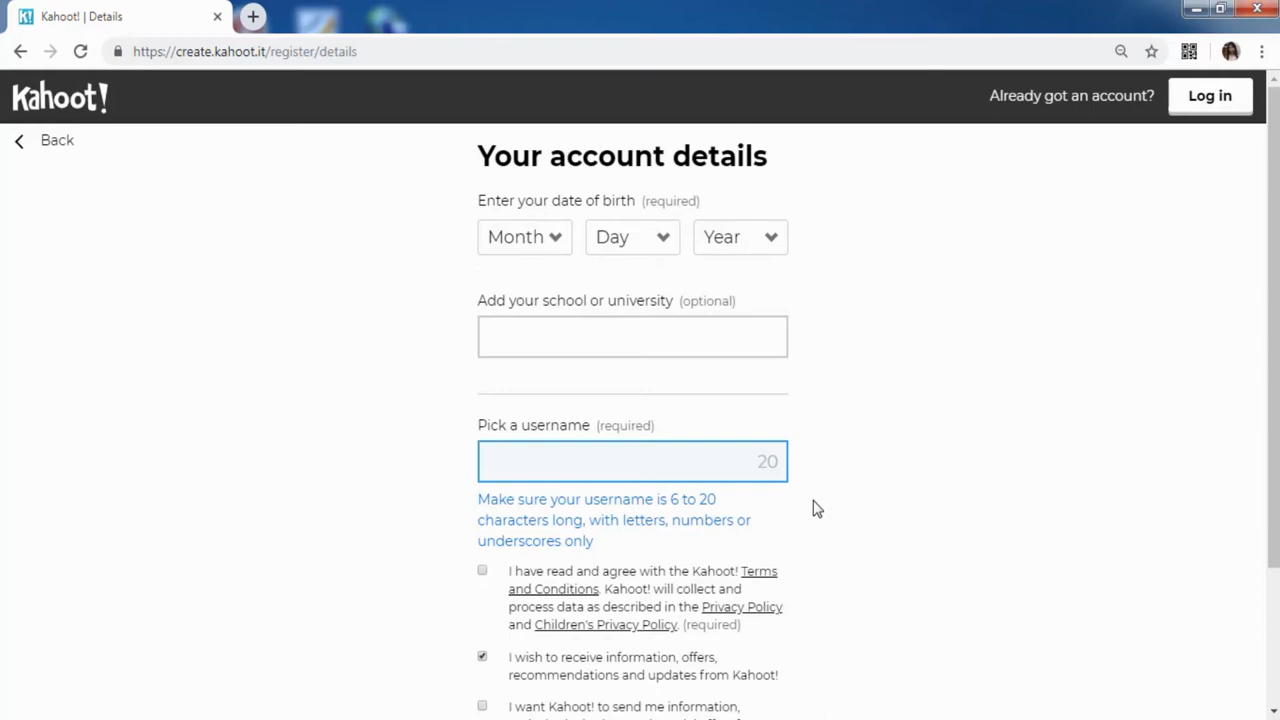 Kahoot! | Details
https://create.kahoot.it/register/details
Kahoot!
Already got an account?
Log in
Back
Your account details
Enter your date of birth (required)
Month
Day
Year
Add your school or university (optional)
Pick a username (required)
20
Make sure your username is 6 to 20
characters long, with letters, numbers or
underscores only
I have read and agree with the Kahoot! Terms
and Conditions. Kahoot! will collect and
process data as described in the Privacy Policy
and Children's Privacy Policy. (required)
I wish to receive information, offers,
recommendations and updates from Kahoot!
I want Kahoot! to send me information,